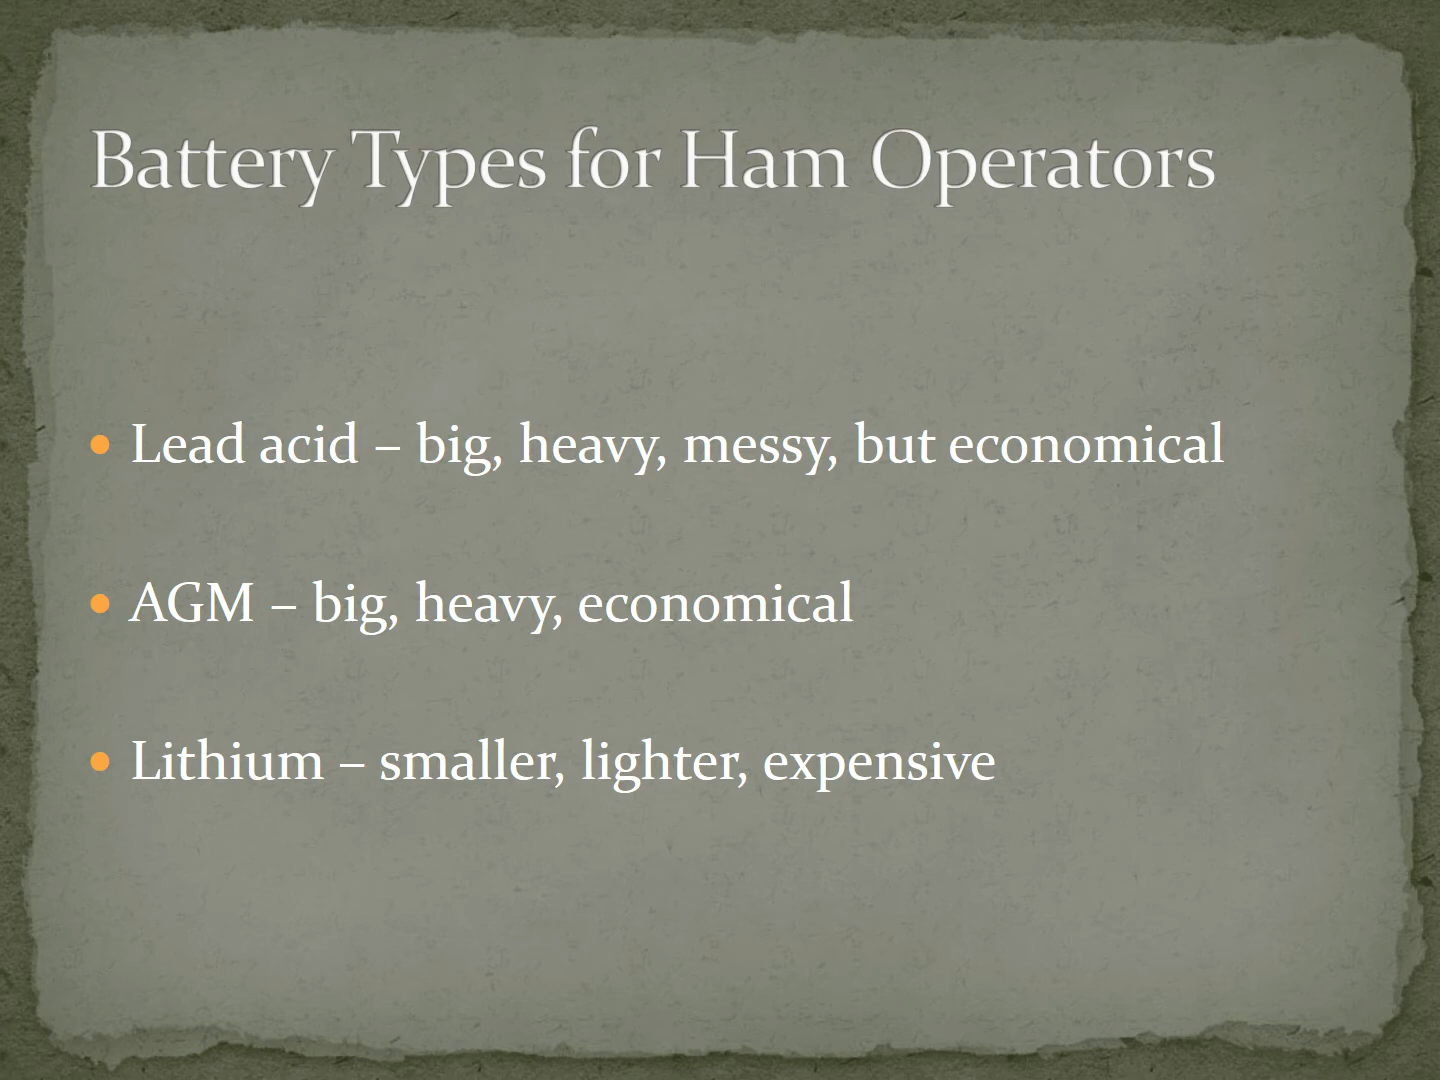 Battery Types for Ham Operators
• Lead acid – big, heavy, messy, but economical
• AGM – big, heavy, economical
• Lithium – smaller, lighter, expensive